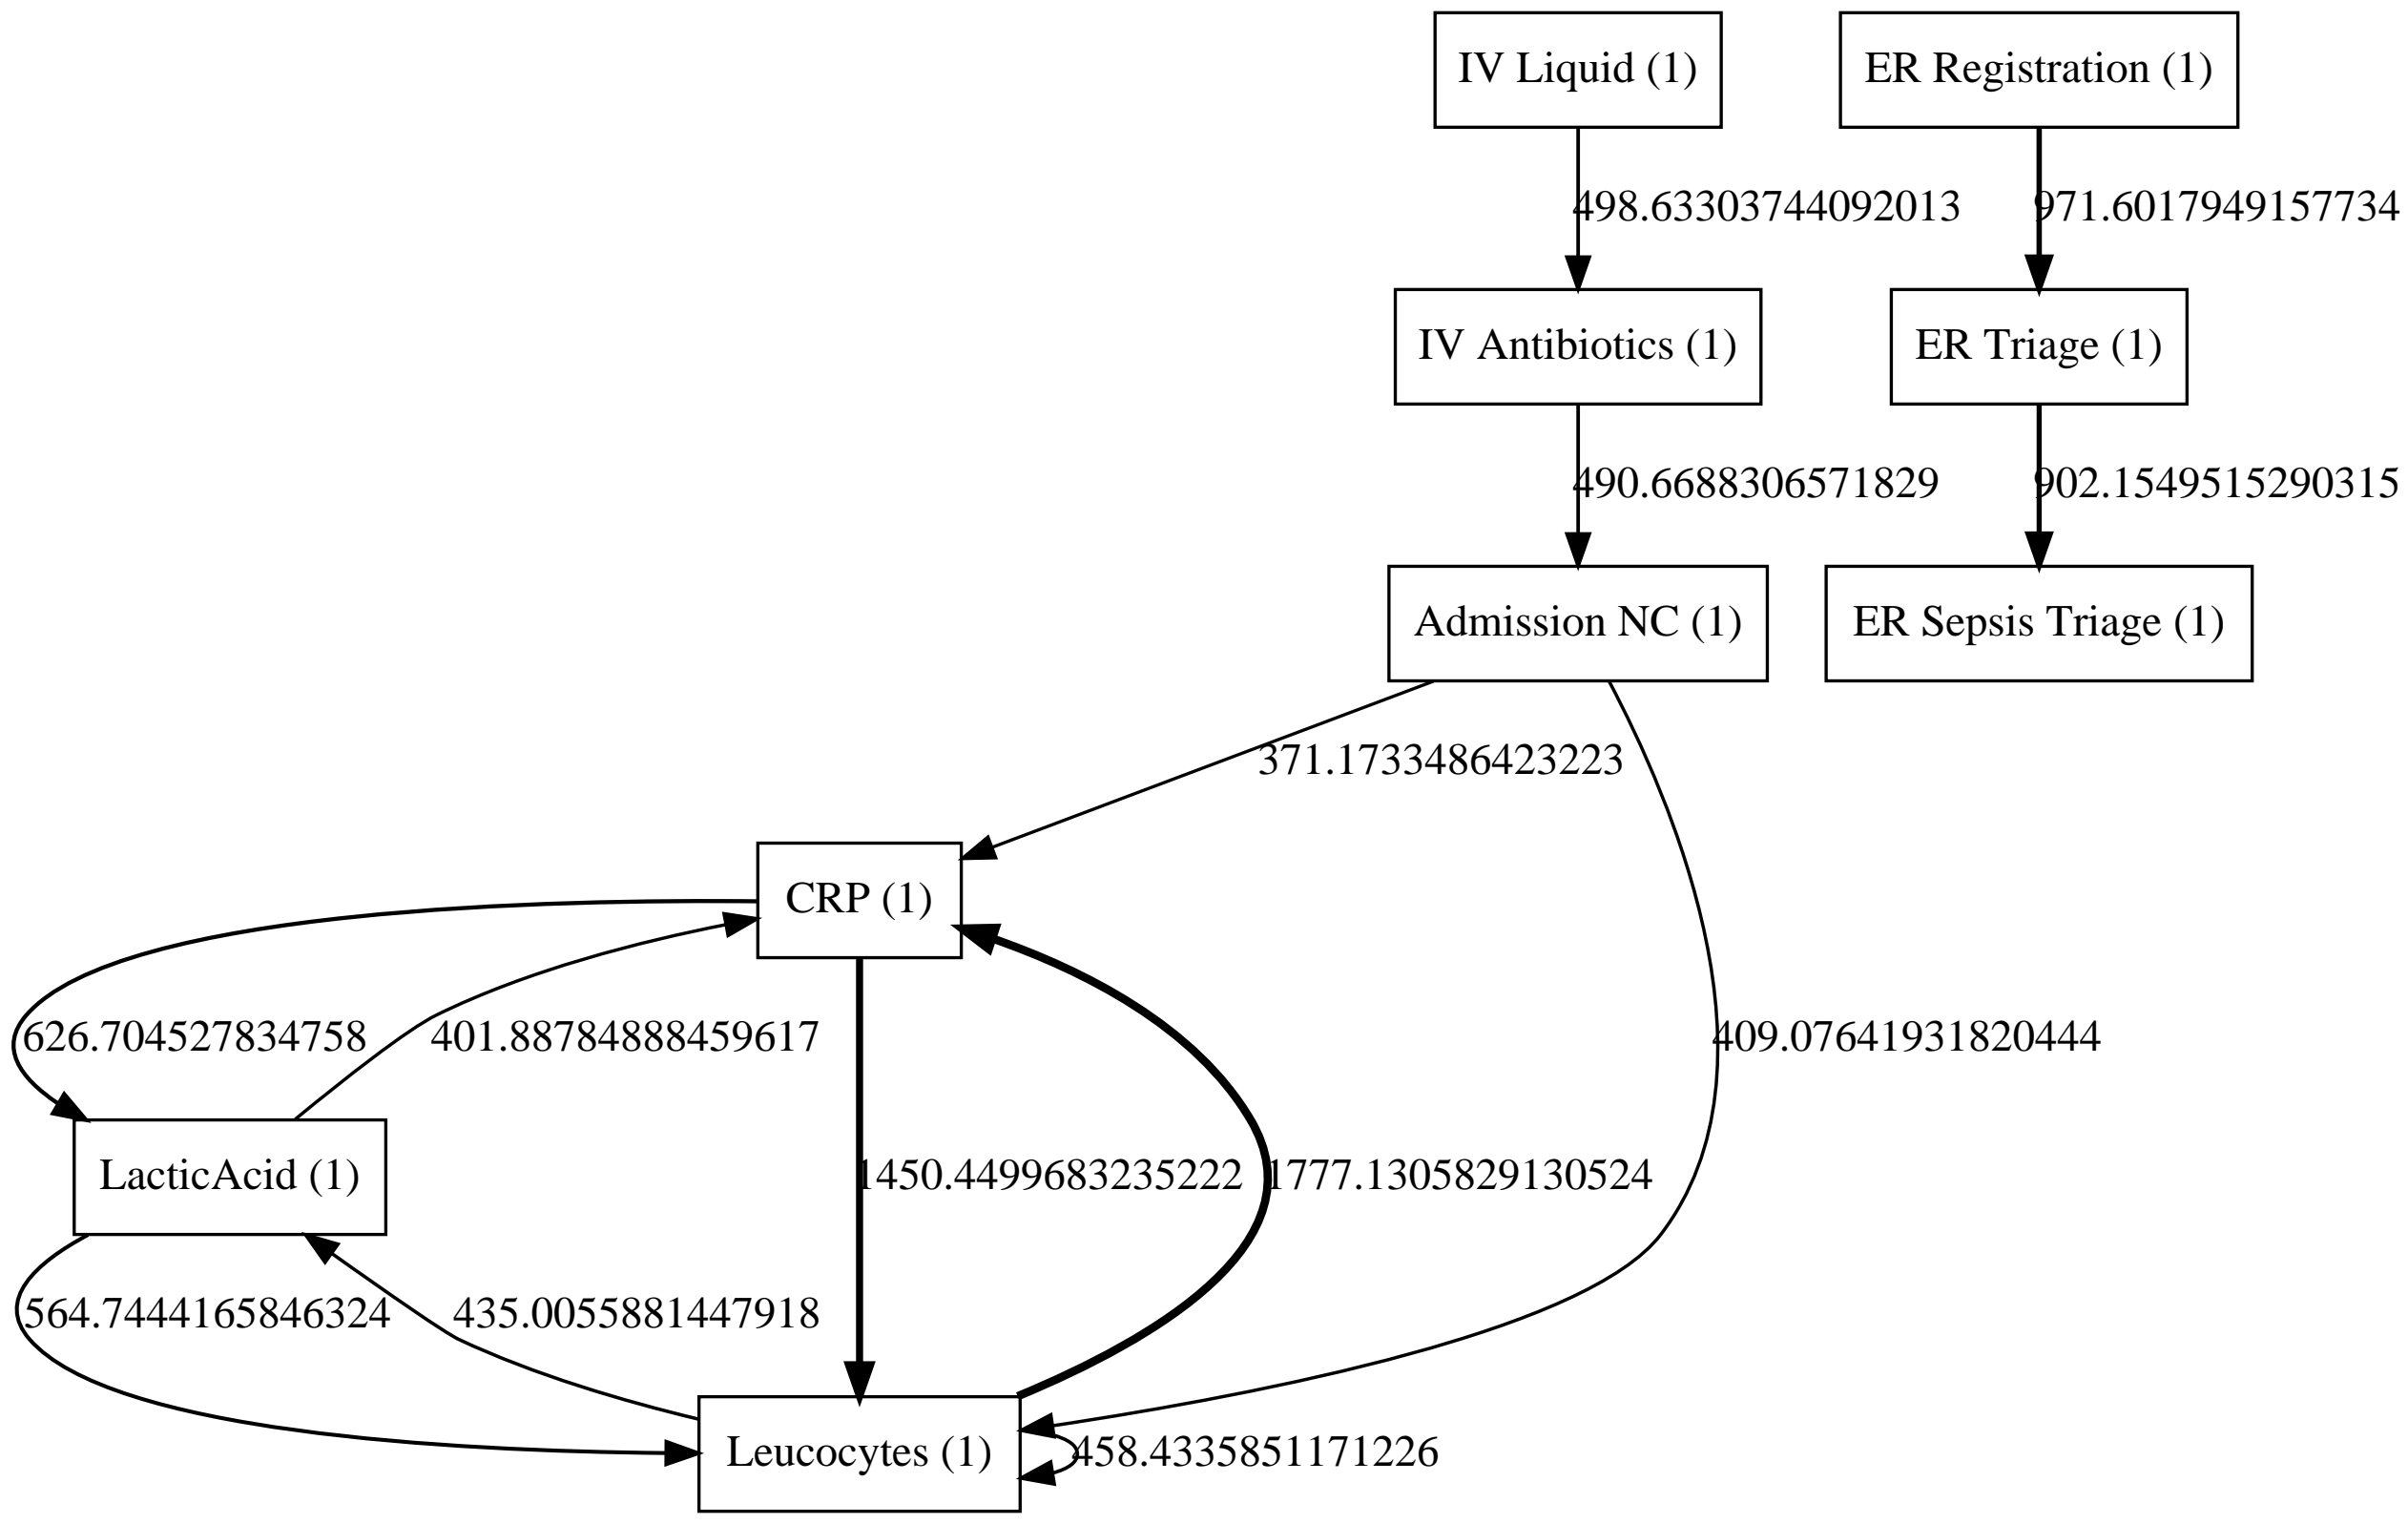 IV Liquid (1)
ER Registration (1)
498.63303744092013
971.6017949157734
IV Antibiotics (1)
ER Triage (1)
490.6688306571829
902.1549515290315
Admission NC (1)
ER Sepsis Triage (1)
371.1733486423223
CRP (1)
626.704527834758
401.88784888459617
409.07641931820444
LacticAcid (1)
1450.4499683235222
1777.1305829130524
564.7444165846324
435.0055881447918
Leucocytes (1)
458.4335851171226